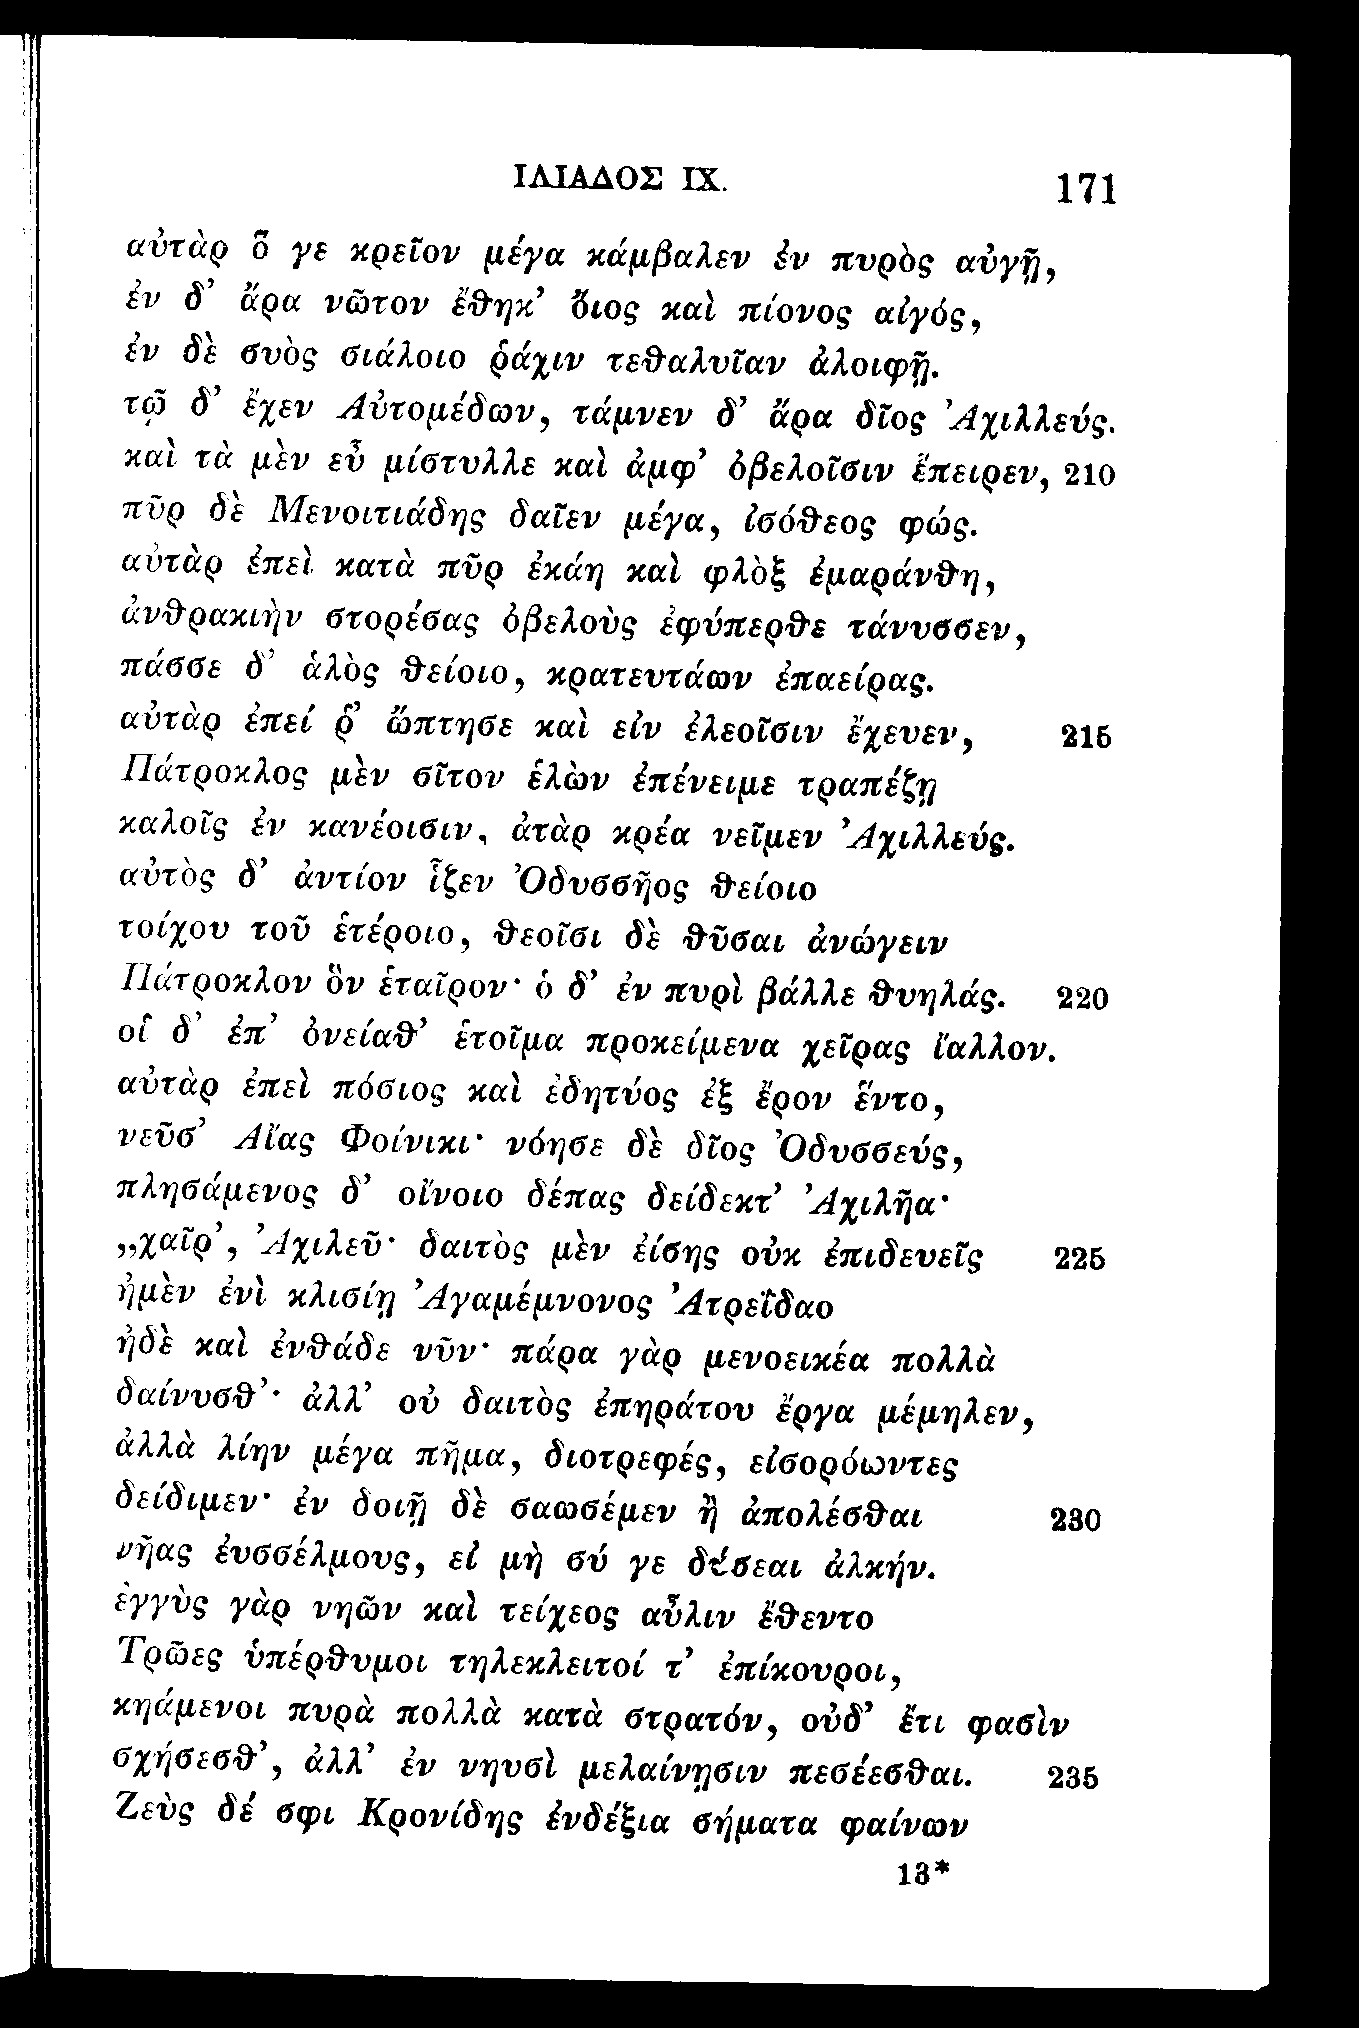 ΙΛΙΑΔΟΣ IX. 171
αὐτὰρ ὅ γε κρεῖον μέγα κάμβαλεν ἐν πυρὸς αὐγῇ,
ἐν δ’ ἄρα νῶτον ἔθηκ’ ὄιος καὶ πίονος αἰγός,
ἐν δὲ συὸς σιάλοιο ῥάχιν τεθαλυῖαν ἀλοιφῇ.
τῷ δ’ ἔχεν Αὐτομέδων, τάμνεν δ’ ἄρα δῖος Ἀχιλλεύς.
καὶ τὰ μὲν εὖ μίστυλλε καὶ ἀμφ’ ὀβελοῖσιν ἔπειρεν, 210
πῦρ δὲ Μενοιτιάδης δαῖεν μέγα, ἰσόθεος φώς.
αὐτὰρ ἐπεὶ κατὰ πῦρ ἐκάη καὶ φλὸξ ἐμαράνθη,
ἀνθρακιὴν στορέσας ὀβελοὺς ἐφύπερθε τάνυσσεν,
πάσσε δ’ ἁλὸς θείοιο, κρατευτάων ἐπαείρας.
αὐτὰρ ἐπεί ῥ’ ὤπτησε καὶ εἰν ἐλεοῖσιν ἔχευεν, 215
Πάτροκλος μὲν σῖτον ἑλὼν ἐπένειμε τραπέζῃ
καλοῖς ἐν κανέοισιν, ἀτὰρ κρέα νεῖμεν Ἀχιλλεύς.
αὐτὸς δ’ ἀντίον ἷζεν Ὀδυσσῆος θείοιο
τοίχου τοῦ ἑτέροιο, θεοῖσι δὲ θῦσαι ἀνώγειν
Πάτροκλον ὃν ἑταῖρον· ὁ δ’ ἐν πυρὶ βάλλε θυηλάς. 220
οἳ δ’ ἐπ’ ὀνείαθ’ ἑτοῖμα προκείμενα χεῖρας ἴαλλον.
αὐτὰρ ἐπεὶ πόσιος καὶ ἐδητύος ἐξ ἔρον ἕντο,
νεῦσ’ Αἴας Φοίνικι· νόησε δὲ δῖος Ὀδυσσεύς,
πλησάμενος δ’ οἴνοιο δέπας δείδεκτ’ Ἀχιλῆα·
„χαῖρ’, Ἀχιλεῦ· δαιτὸς μὲν ἐίσης οὐκ ἐπιδευεῖς 225
ἠμὲν ἐνὶ κλισίῃ Ἀγαμέμνονος Ἀτρεΐδαο
ἠδὲ καὶ ἐνθάδε νῦν· πάρα γὰρ μενοεικέα πολλὰ
δαίνυσθ’· ἀλλ’ οὐ δαιτὸς ἐπηράτου ἔργα μέμηλεν,
ἀλλὰ λίην μέγα πῆμα, διοτρεφές, εἰσορόωντες
δείδιμεν· ἐν δοιῇ δὲ σαωσέμεν ἢ ἀπολέσθαι 230
νῆας ἐυσσέλμους, εἰ μὴ σύ γε δύσεαι ἀλκήν.
ἐγγὺς γὰρ νηῶν καὶ τείχεος αὖλιν ἔθεντο
Τρῶες ὑπέρθυμοι τηλεκλειτοί τ’ ἐπίκουροι,
κηάμενοι πυρὰ πολλὰ κατὰ στρατόν, οὐδ’ ἔτι φασὶν
σχήσεσθ’, ἀλλ’ ἐν νηυσὶ μελαίνῃσιν πεσέεσθαι. 235
Ζεὺς δέ σφι Κρονίδης ἐνδέξια σήματα φαίνων
13*